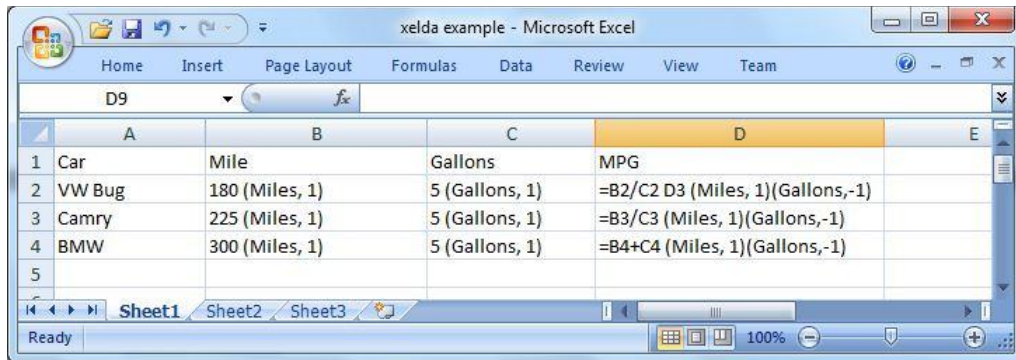 xelda example - Microsoft Excel
Home Insert Page Layout Formulas Data Review View Team
D9 fx
A B C D E
1 Car Mile Gallons MPG
2 VW Bug 180 (Miles, 1) 5 (Gallons, 1) =B2/C2 D3 (Miles, 1)(Gallons,-1)
3 Camry 225 (Miles, 1) 5 (Gallons, 1) =B3/C3 (Miles, 1)(Gallons,-1)
4 BMW 300 (Miles, 1) 5 (Gallons, 1) =B4+C4 (Miles, 1)(Gallons,-1)
5
Sheet1 Sheet2 Sheet3
Ready 100%